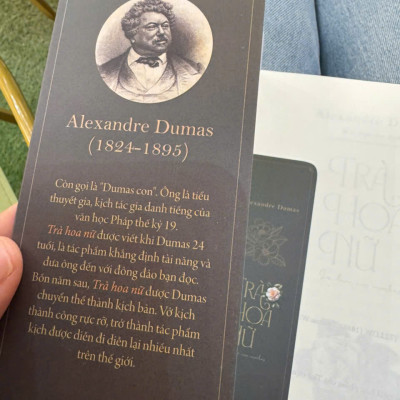 Alexandre Dumas
(1824–1895)
Còn gọi là "Dumas con". Ông là tiểu
thuyết gia, kịch tác gia danh tiếng của
văn học Pháp thế kỷ 19.
Trà hoa nữ được viết khi Dumas 24
tuổi, là tác phẩm khẳng định tài năng và
đưa ông đến với đông đảo bạn đọc.
Bốn năm sau, Trà hoa nữ được Dumas
chuyển thể thành kịch bản. Vở kịch
thành công rực rỡ, trở thành tác phẩm
kịch được diễn đi diễn lại nhiều nhất
trên thế giới.
Alexandre Dumas
TRÀ
HOA
NỮ
TRÀ
HOA
NỮ